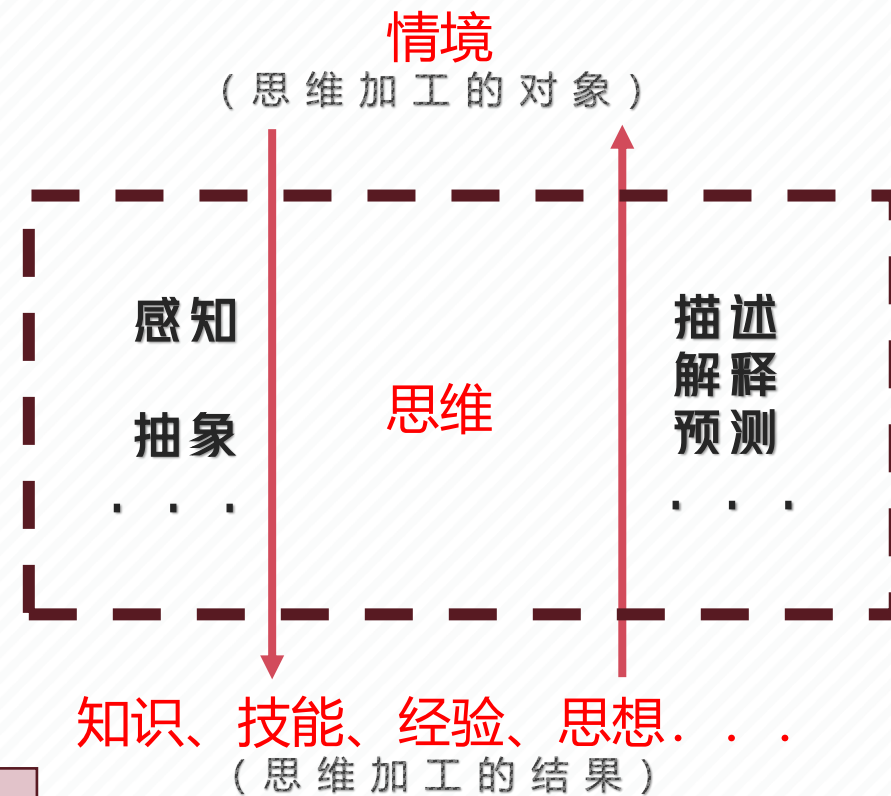 情境
(思维加工的对象)
感知
抽象
. . .
思维
描述
解释
预测
. . .
知识、技能、经验、思想. . .
(思维加工的结果)